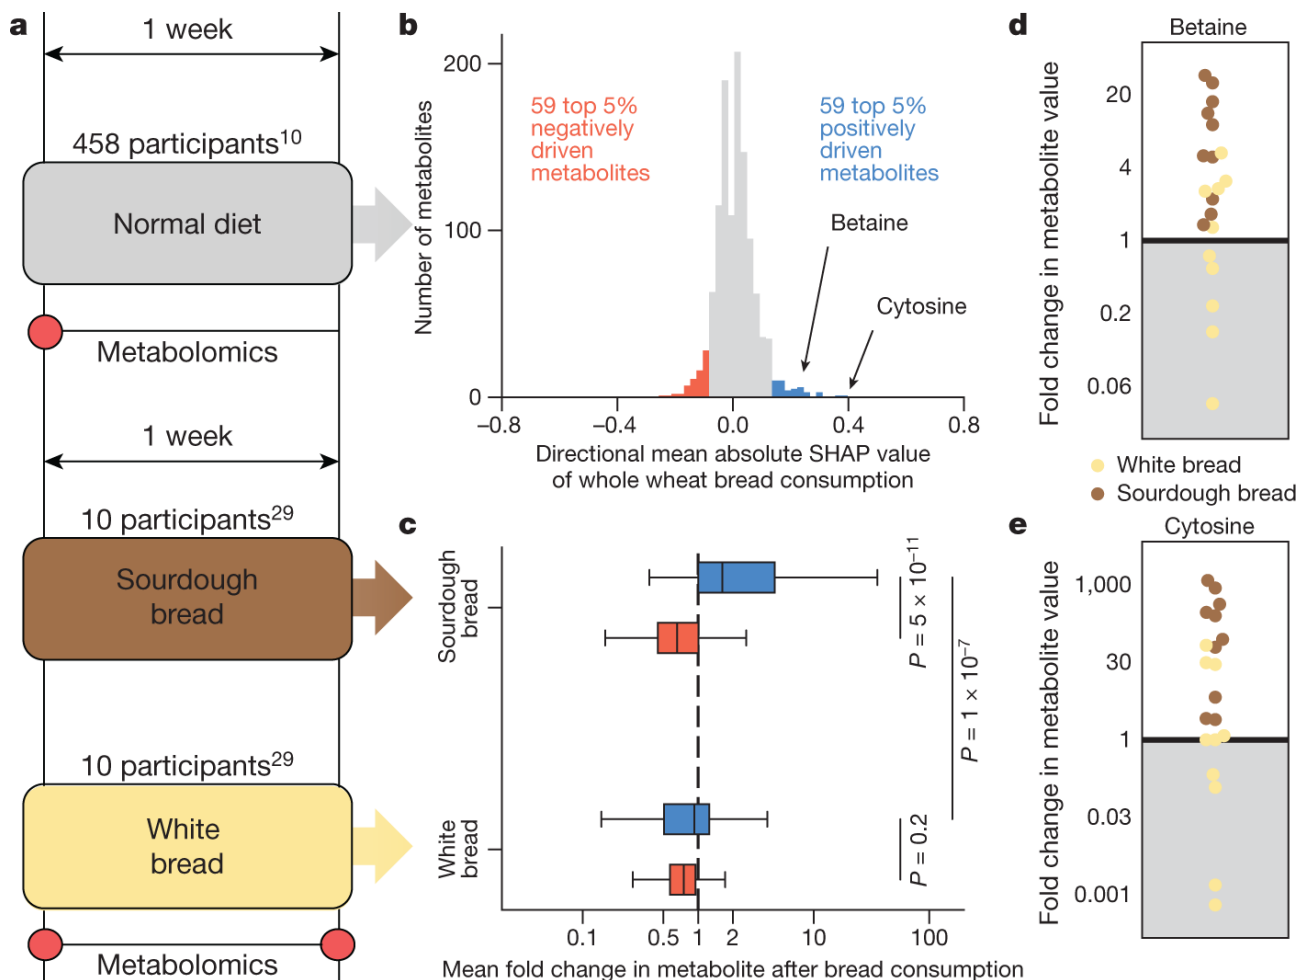 a
1 week
458 participants¹⁰
Normal diet
Metabolomics
1 week
10 participants²⁹
Sourdough
bread
10 participants²⁹
White
bread
Metabolomics
b
Number of metabolites
200
100
0
59 top 5%
negatively
driven
metabolites
59 top 5%
positively
driven
metabolites
Betaine
Cytosine
−0.8 −0.4 0.0 0.4 0.8
Directional mean absolute SHAP value
of whole wheat bread consumption
c
Sourdough
bread
White
bread
P = 5 × 10⁻¹¹
P = 1 × 10⁻⁷
P = 0.2
0.1 0.5 1 2 10 100
Mean fold change in metabolite after bread consumption
d
Betaine
Fold change in metabolite value
20
4
1
0.2
0.06
White bread
Sourdough bread
e
Cytosine
Fold change in metabolite value
1,000
30
1
0.03
0.001